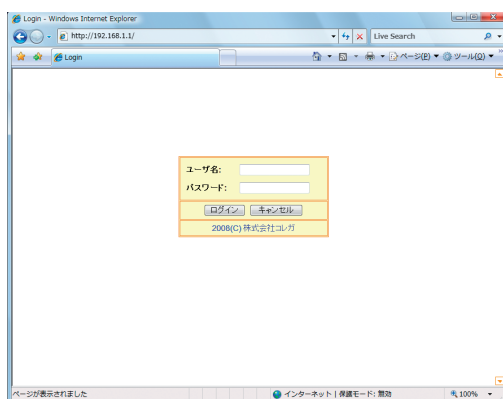 Login - Windows Internet Explorer
http://192.168.1.1/
Live Search
Login
ページ(P)
ツール(O)
ユーザ名:
パスワード:
ログイン キャンセル
2008(C) 株式会社コレガ
ページが表示されました
インターネット | 保護モード: 無効
100%